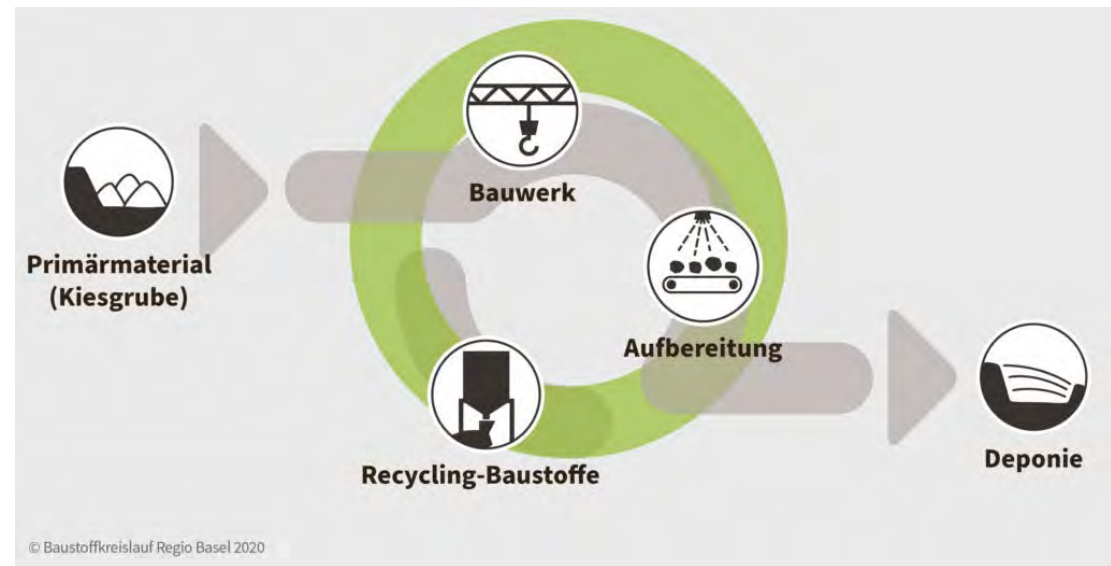 Bauwerk
Primärmaterial
(Kiesgrube)
Aufbereitung
Recycling-Baustoffe
Deponie
© Baustoffkreislauf Regio Basel 2020